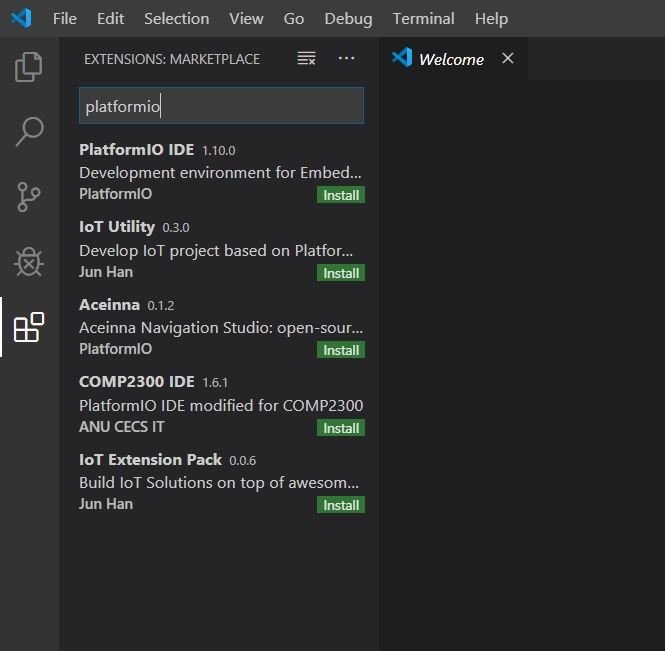 File Edit Selection View Go Debug Terminal Help
EXTENSIONS: MARKETPLACE
Welcome
platformio
PlatformIO IDE 1.10.0
Development environment for Embed...
PlatformIO Install
IoT Utility 0.3.0
Develop IoT project based on Platfor...
Jun Han Install
Aceinna 0.1.2
Aceinna Navigation Studio: open-sour...
PlatformIO Install
COMP2300 IDE 1.6.1
PlatformIO IDE modified for COMP2300
ANU CECS IT Install
IoT Extension Pack 0.0.6
Build IoT Solutions on top of awesom...
Jun Han Install